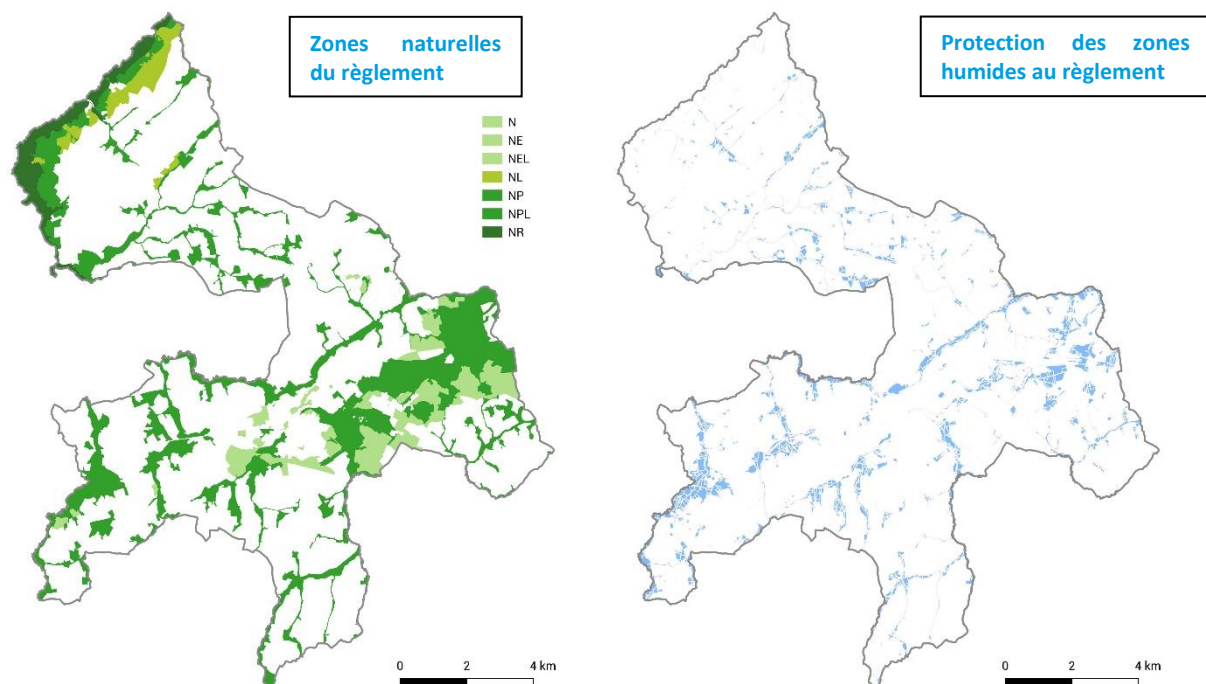 Zones naturelles
du règlement
N
NE
NEL
NL
NP
NPL
NR
0 2 4 km
Protection des zones
humides au règlement
0 2 4 km